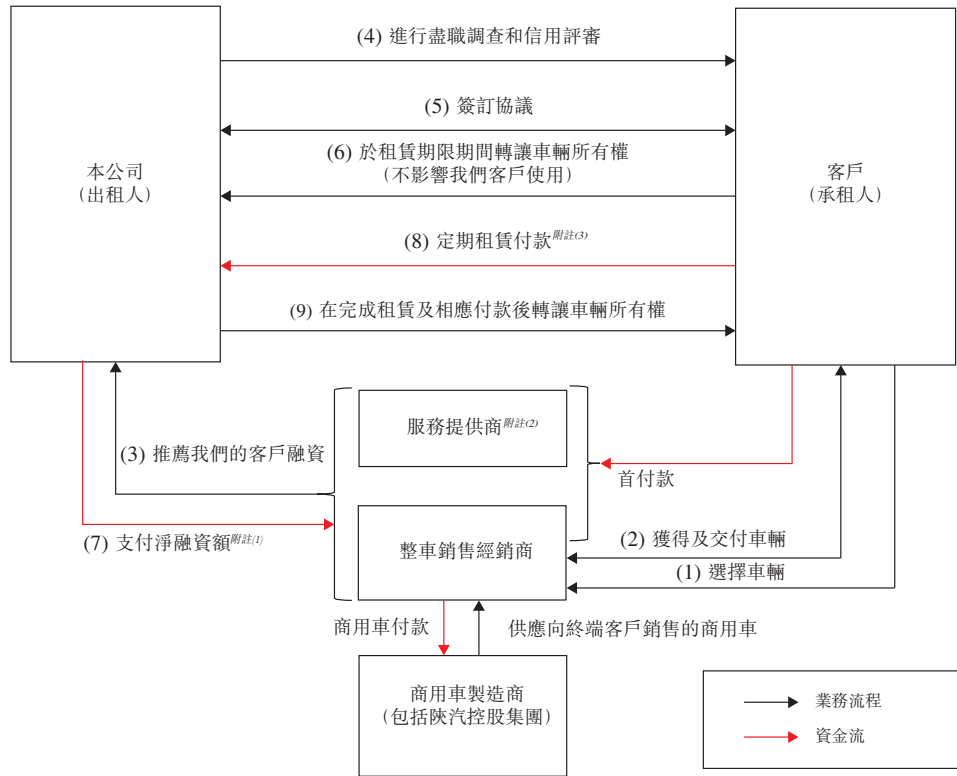 (4) 進行盡職調查和信用評審
(5) 簽訂協議
(6) 於租賃期限期間轉讓車輛所有權
(不影響我們客戶使用)
本公司
(出租人)
客戶
(承租人)
(8) 定期租賃付款附註(3)
(9) 在完成租賃及相應付款後轉讓車輛所有權
服務提供商附註(2)
(3) 推薦我們的客戶融資
首付款
(7) 支付淨融資額附註(1)
整車銷售經銷商
(2) 獲得及交付車輛
(1) 選擇車輛
商用車付款
供應向終端客戶銷售的商用車
商用車製造商
(包括陝汽控股集團)
業務流程
資金流